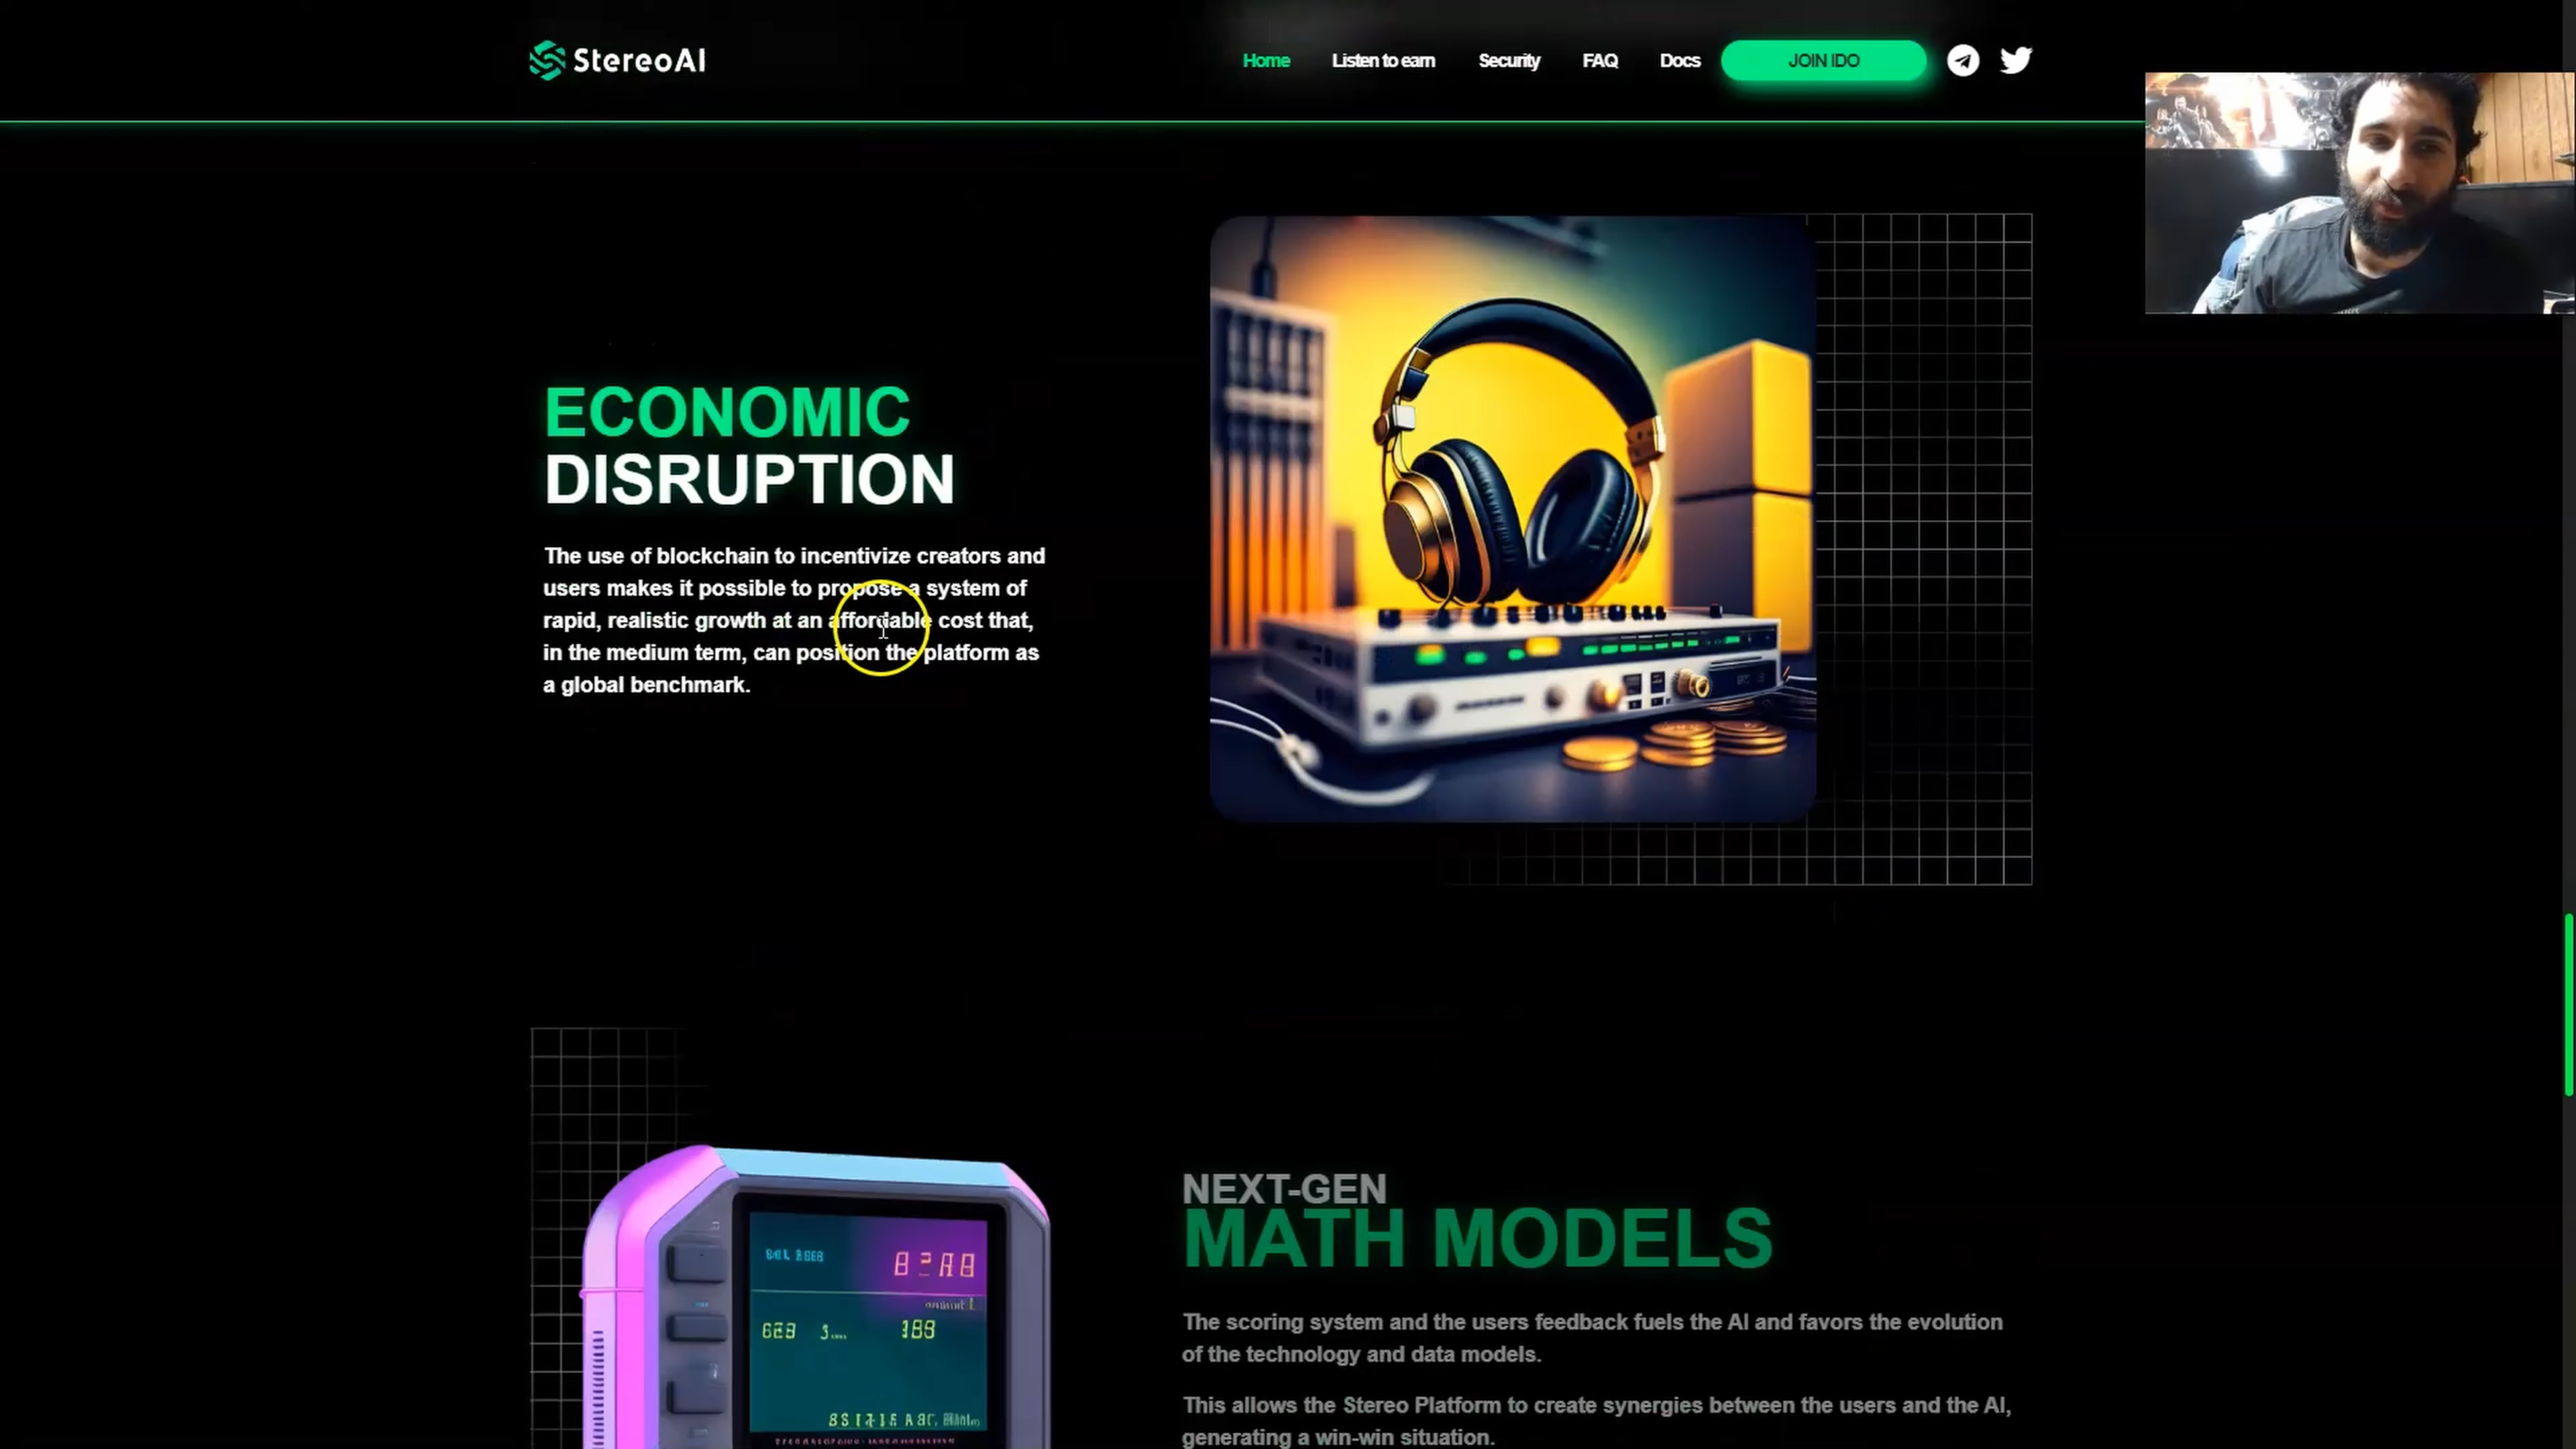 StereoAI
Home Listen to earn Security FAQ Docs JOIN IDO
ECONOMIC
DISRUPTION
The use of blockchain to incentivize creators and
users makes it possible to propose a system of
rapid, realistic growth at an affordable cost that,
in the medium term, can position the platform as
a global benchmark.
NEXT-GEN
MATH MODELS
The scoring system and the users feedback fuels the AI and favors the evolution
of the technology and data models.
This allows the Stereo Platform to create synergies between the users and the AI,
generating a win-win situation.